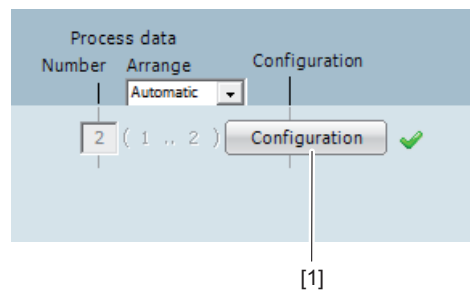 Process data
Number Arrange Configuration
Automatic
2 ( 1 .. 2 ) Configuration
[1]